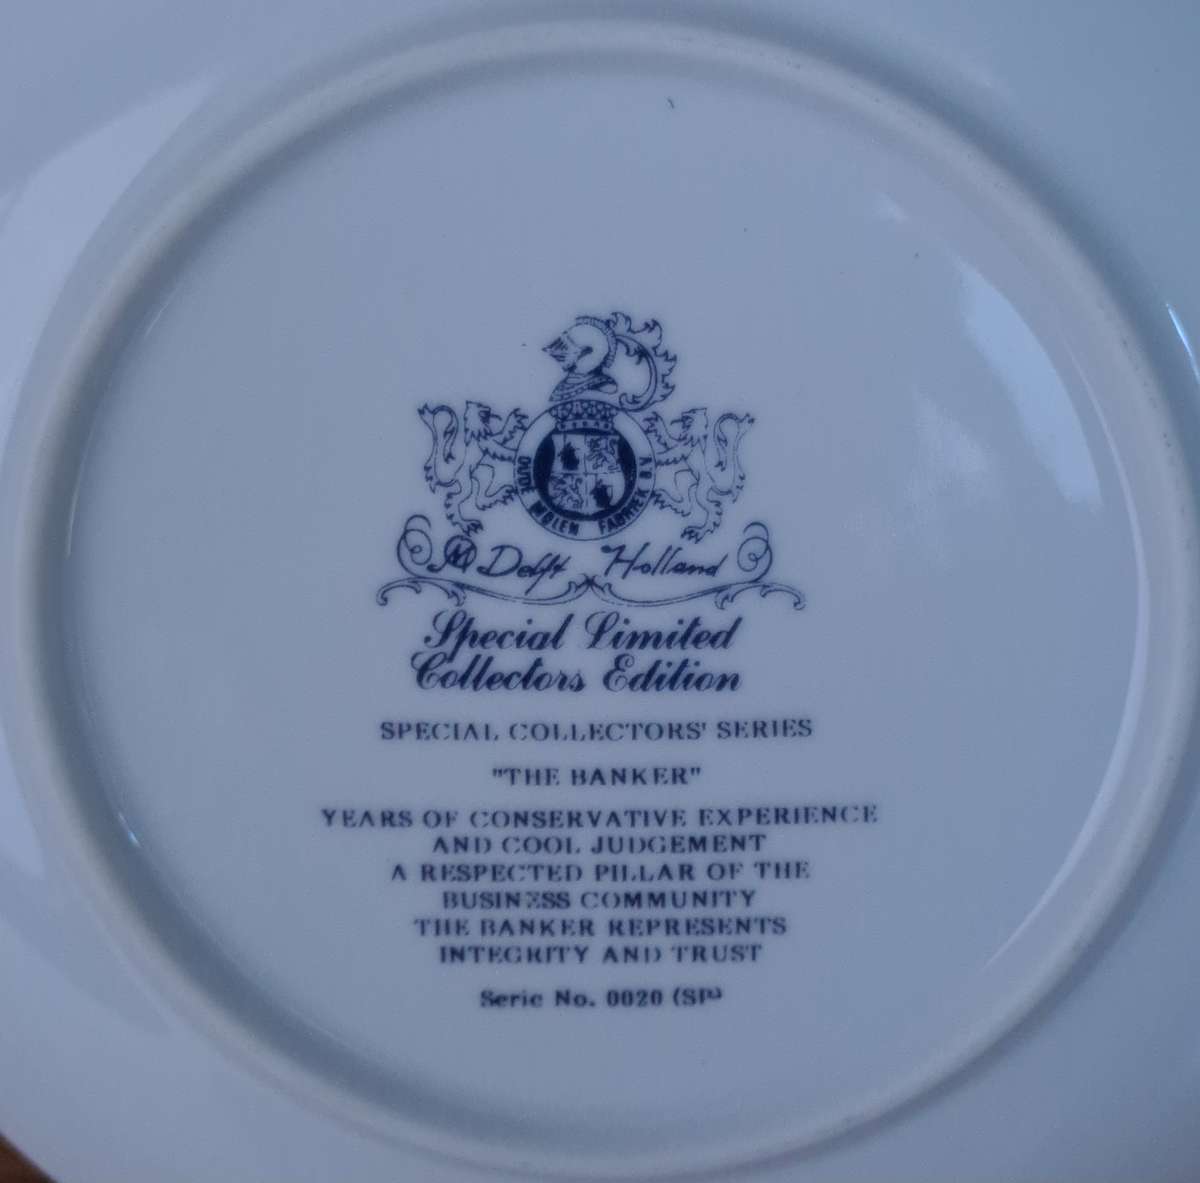 OUDE MOLEN FABRIEK B.V.
Delft Holland
Special Limited
Collectors Edition
SPECIAL COLLECTORS' SERIES
"THE BANKER"
YEARS OF CONSERVATIVE EXPERIENCE
AND COOL JUDGEMENT
A RESPECTED PILLAR OF THE
BUSINESS COMMUNITY
THE BANKER REPRESENTS
INTEGRITY AND TRUST
Serie No. 0020